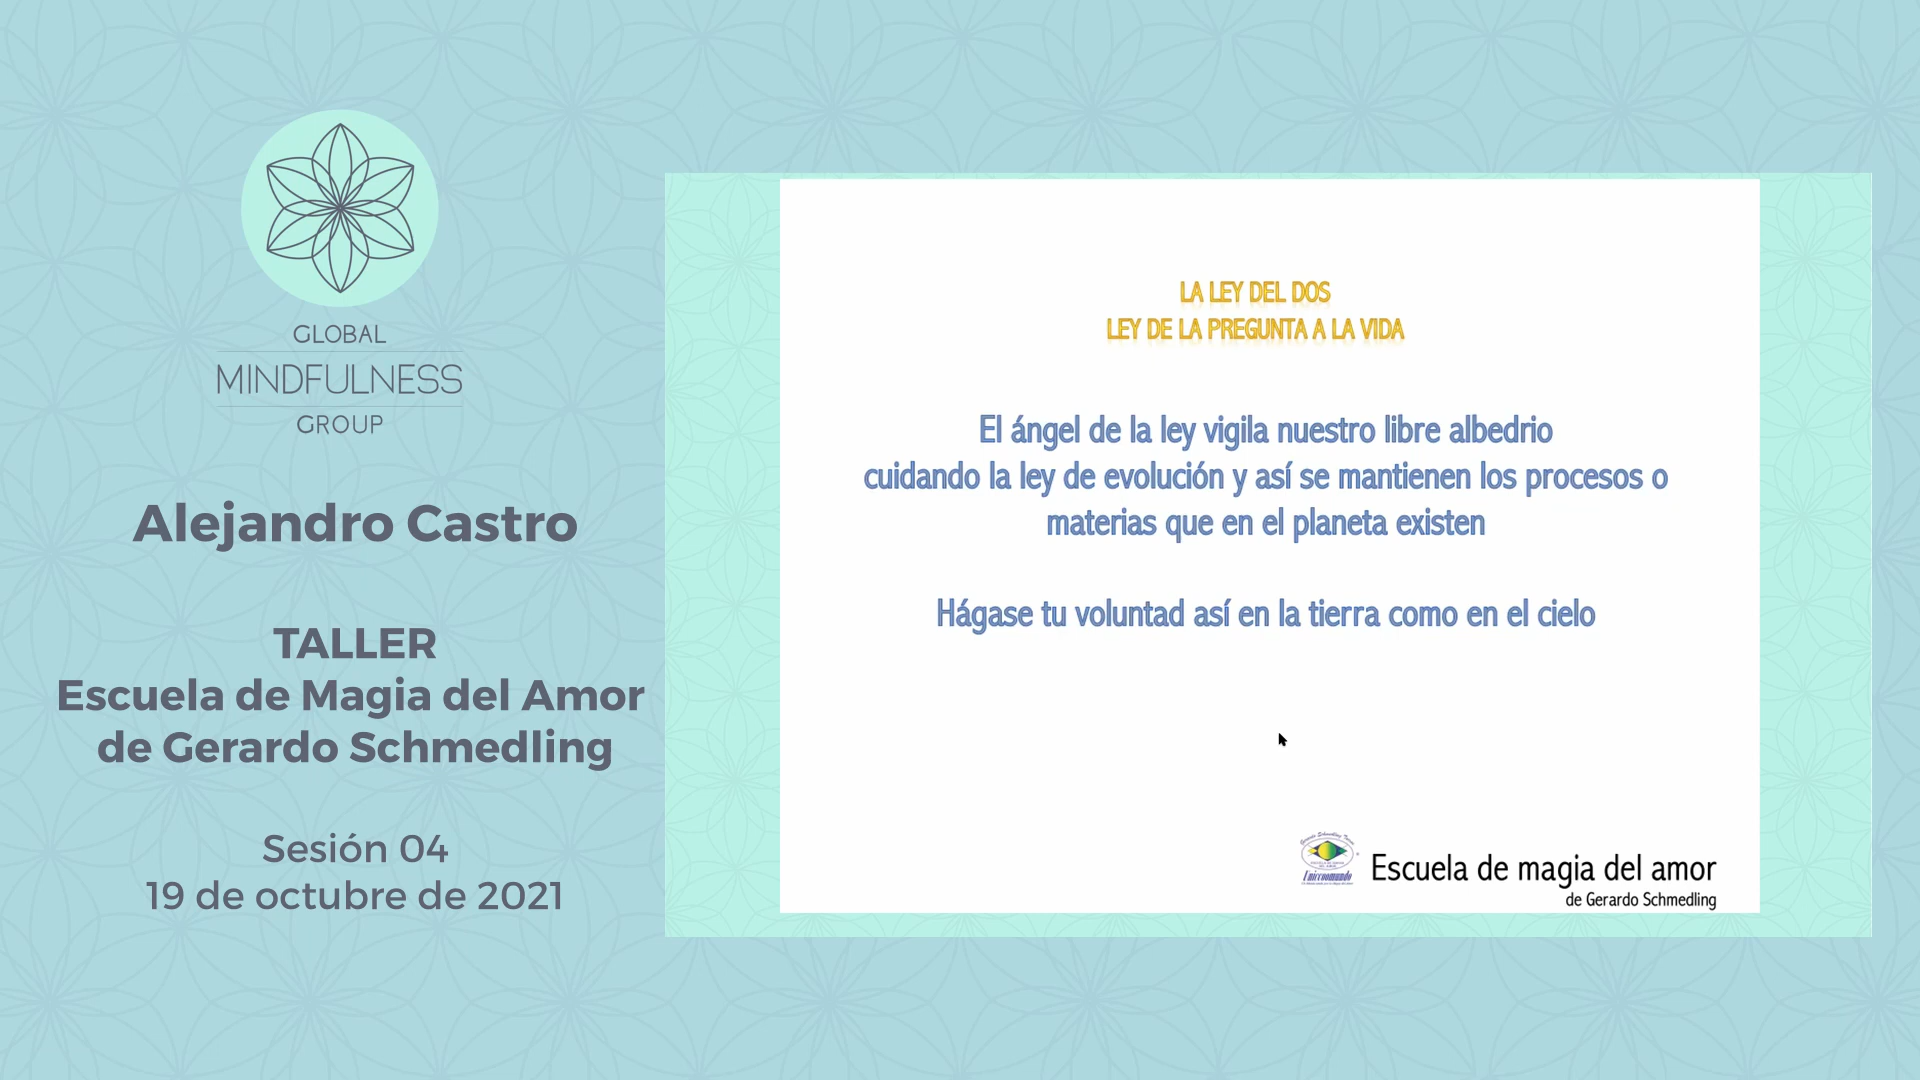 GLOBAL
MINDFULNESS
GROUP
Alejandro Castro
TALLER
Escuela de Magia del Amor
de Gerardo Schmedling
Sesión 04
19 de octubre de 2021
LA LEY DEL DOS
LEY DE LA PREGUNTA A LA VIDA
El ángel de la ley vigila nuestro libre albedrio
cuidando la ley de evolución y así se mantienen los procesos o
materias que en el planeta existen
Hágase tu voluntad así en la tierra como en el cielo
Escuela de magia del amor
de Gerardo Schmedling